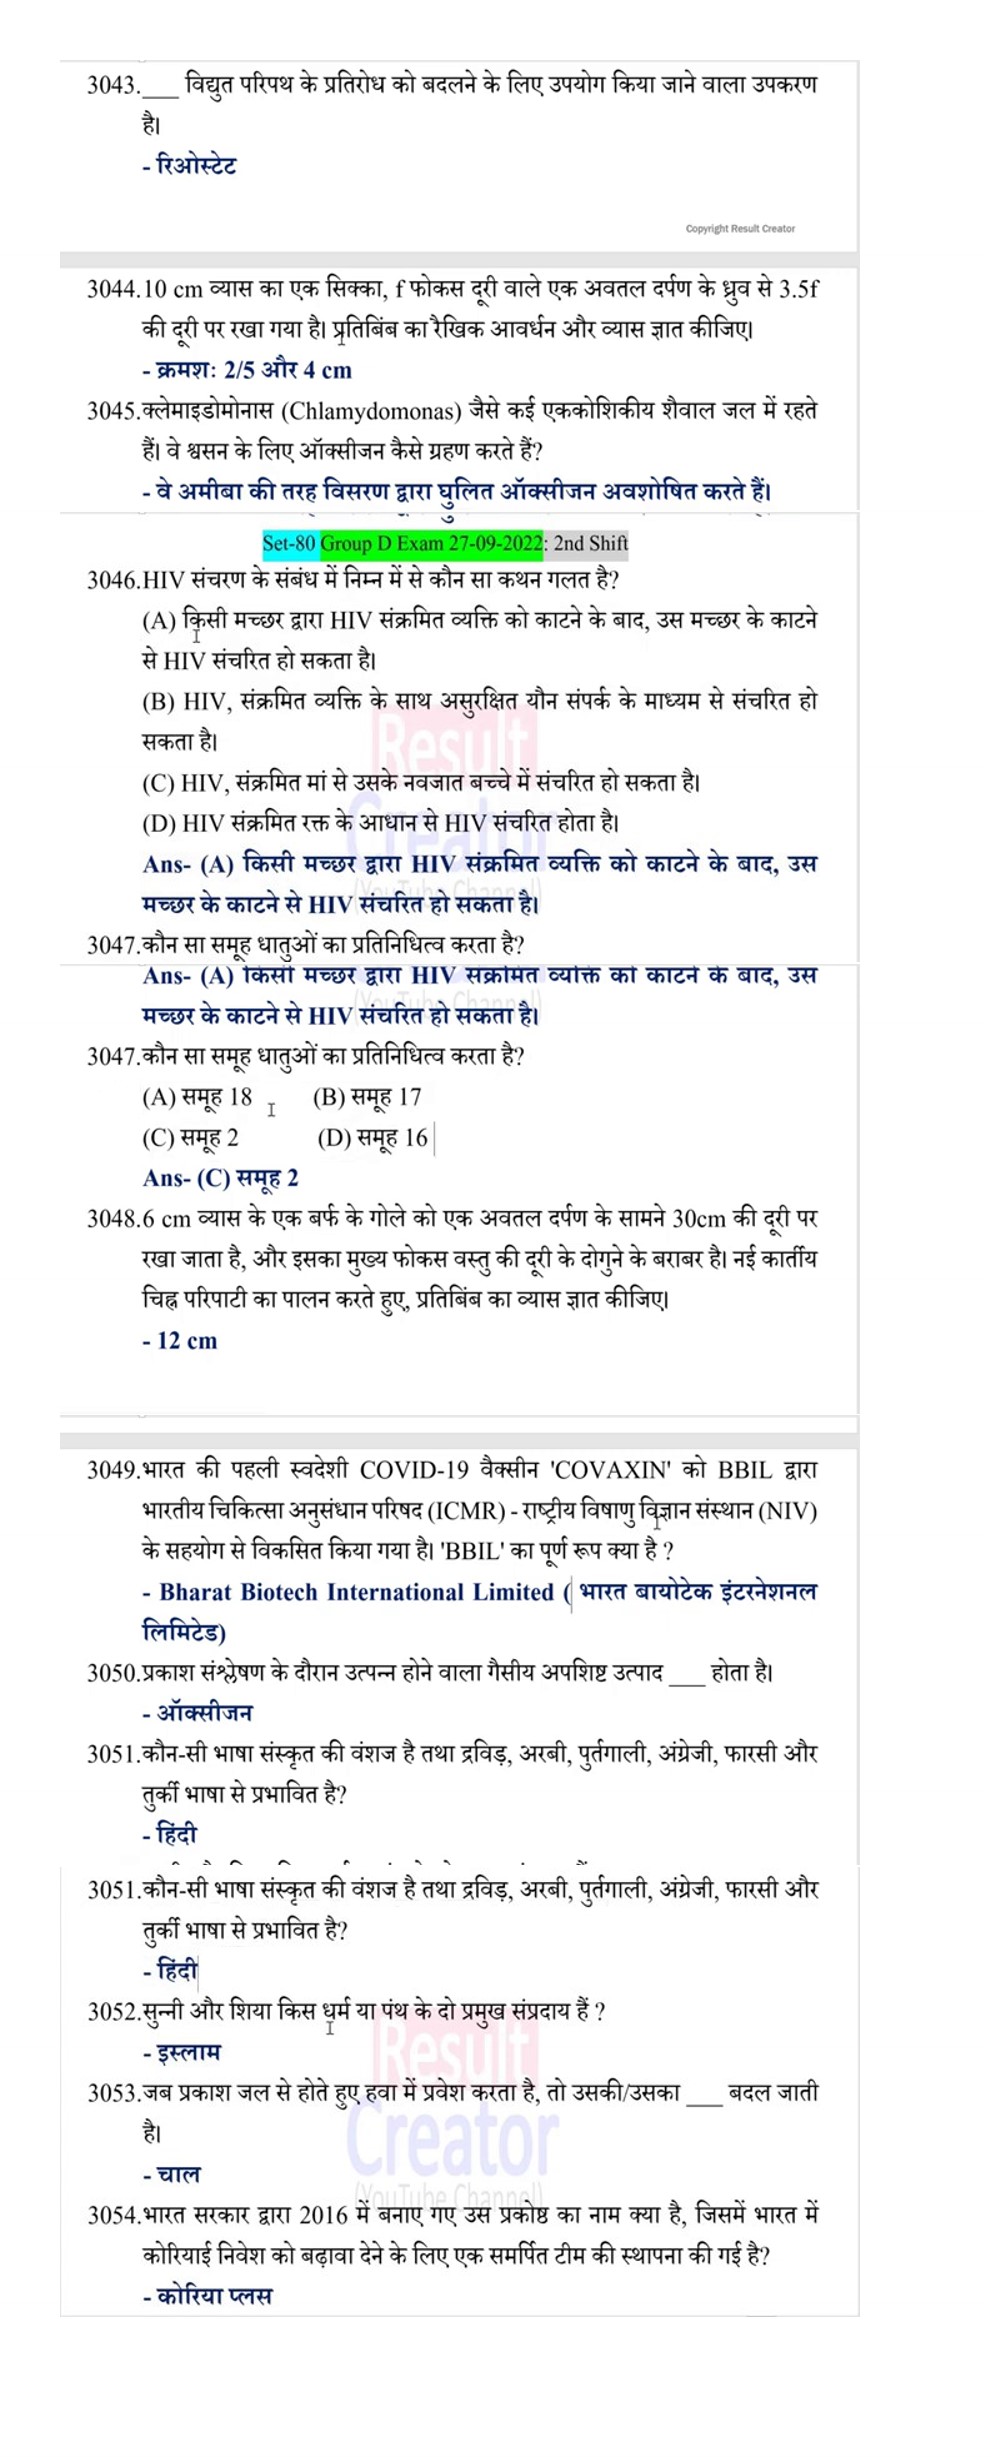 3043.___ विद्युत परिपथ के प्रतिरोध को बदलने के लिए उपयोग किया जाने वाला उपकरण
है।
- रिओस्टेट
Copyright Result Creator
3044.10 cm व्यास का एक सिक्का, f फोकस दूरी वाले एक अवतल दर्पण के ध्रुव से 3.5f
की दूरी पर रखा गया है। प्रतिबिंब का रैखिक आवर्धन और व्यास ज्ञात कीजिए।
- क्रमशः 2/5 और 4 cm
3045.क्लेमाइडोमोनास (Chlamydomonas) जैसे कई एककोशिकीय शैवाल जल में रहते
हैं। वे श्वसन के लिए ऑक्सीजन कैसे ग्रहण करते हैं?
- वे अमीबा की तरह विसरण द्वारा घुलित ऑक्सीजन अवशोषित करते हैं।
Set-80 Group D Exam 27-09-2022: 2nd Shift
3046.HIV संचरण के संबंध में निम्न में से कौन सा कथन गलत है?
(A) किसी मच्छर द्वारा HIV संक्रमित व्यक्ति को काटने के बाद, उस मच्छर के काटने
से HIV संचरित हो सकता है।
(B) HIV, संक्रमित व्यक्ति के साथ असुरक्षित यौन संपर्क के माध्यम से संचरित हो
सकता है।
(C) HIV, संक्रमित मां से उसके नवजात बच्चे में संचरित हो सकता है।
(D) HIV संक्रमित रक्त के आधान से HIV संचरित होता है।
Ans- (A) किसी मच्छर द्वारा HIV संक्रमित व्यक्ति को काटने के बाद, उस
मच्छर के काटने से HIV संचरित हो सकता है।
3047.कौन सा समूह धातुओं का प्रतिनिधित्व करता है?
Ans- (A) किसी मच्छर द्वारा HIV संक्रमित व्यक्ति को काटने के बाद, उस
मच्छर के काटने से HIV संचरित हो सकता है।
3047.कौन सा समूह धातुओं का प्रतिनिधित्व करता है?
(A) समूह 18 (B) समूह 17
(C) समूह 2 (D) समूह 16
Ans- (C) समूह 2
3048.6 cm व्यास के एक बर्फ के गोले को एक अवतल दर्पण के सामने 30cm की दूरी पर
रखा जाता है, और इसका मुख्य फोकस वस्तु की दूरी के दोगुने के बराबर है। नई कार्तीय
चिह्न परिपाटी का पालन करते हुए, प्रतिबिंब का व्यास ज्ञात कीजिए।
- 12 cm
3049.भारत की पहली स्वदेशी COVID-19 वैक्सीन 'COVAXIN' को BBIL द्वारा
भारतीय चिकित्सा अनुसंधान परिषद (ICMR) - राष्ट्रीय विषाणु विज्ञान संस्थान (NIV)
के सहयोग से विकसित किया गया है। 'BBIL' का पूर्ण रूप क्या है ?
- Bharat Biotech International Limited ( भारत बायोटेक इंटरनेशनल
लिमिटेड)
3050.प्रकाश संश्लेषण के दौरान उत्पन्न होने वाला गैसीय अपशिष्ट उत्पाद ___ होता है।
- ऑक्सीजन
3051.कौन-सी भाषा संस्कृत की वंशज है तथा द्रविड़, अरबी, पुर्तगाली, अंग्रेजी, फारसी और
तुर्की भाषा से प्रभावित है?
- हिंदी
3051.कौन-सी भाषा संस्कृत की वंशज है तथा द्रविड़, अरबी, पुर्तगाली, अंग्रेजी, फारसी और
तुर्की भाषा से प्रभावित है?
- हिंदी
3052.सुन्नी और शिया किस धर्म या पंथ के दो प्रमुख संप्रदाय हैं ?
- इस्लाम
3053.जब प्रकाश जल से होते हुए हवा में प्रवेश करता है, तो उसकी/उसका ___ बदल जाती
है।
- चाल
3054.भारत सरकार द्वारा 2016 में बनाए गए उस प्रकोष्ठ का नाम क्या है, जिसमें भारत में
कोरियाई निवेश को बढ़ावा देने के लिए एक समर्पित टीम की स्थापना की गई है?
- कोरिया प्लस
Result
Creator
(YouTube Channel)